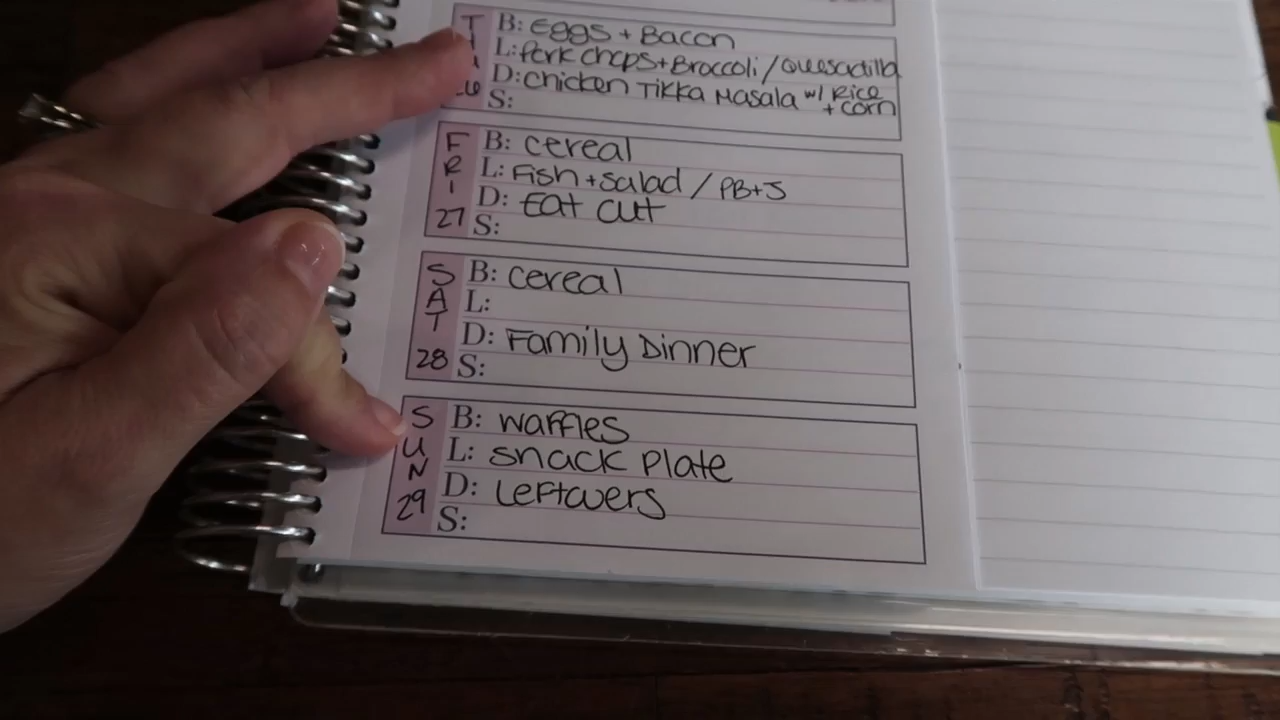 T B: Eggs + Bacon
L: Pork Chops + Broccoli / Quesadilla
D: Chicken Tikka Masala w/ Rice
+ corn
S:
F B: cereal
R L: Fish + salad / PB+J
I D: Eat out
27 S:
S B: cereal
A L:
T D: Family Dinner
28 S:
S B: waffles
U L: snack plate
N D: Leftovers
29 S: